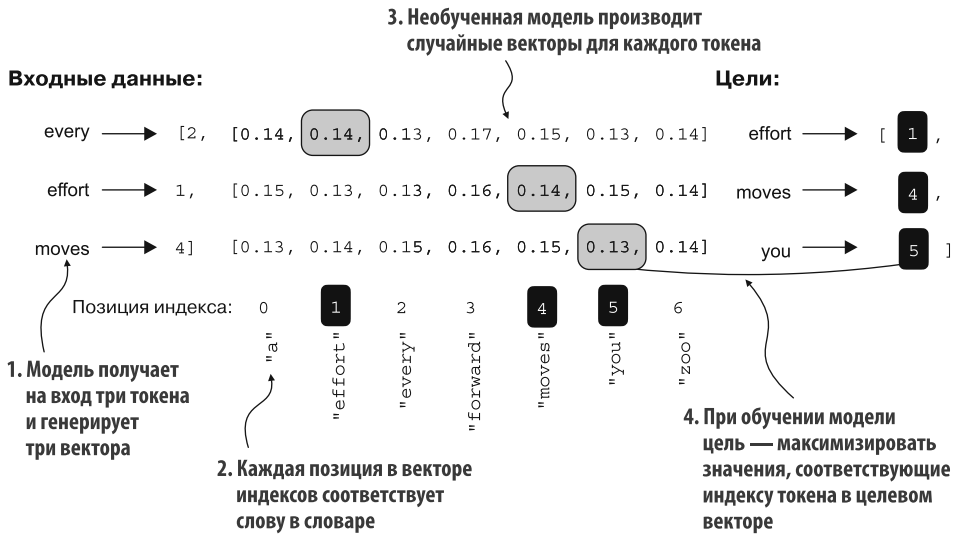 3. Необученная модель производит
случайные векторы для каждого токена
Входные данные:
Цели:
every [2, [0.14, 0.14, 0.13, 0.17, 0.15, 0.13, 0.14] effort [ 1 ,
effort 1, [0.15, 0.13, 0.13, 0.16, 0.14, 0.15, 0.14] moves 4 ,
moves 4] [0.13, 0.14, 0.15, 0.16, 0.15, 0.13, 0.14] you 5 ]
Позиция индекса: 0 1 2 3 4 5 6
"a" "effort" "every" "forward" "moves" "you" "zoo"
1. Модель получает
на вход три токена
и генерирует
три вектора
2. Каждая позиция в векторе
индексов соответствует
слову в словаре
4. При обучении модели
цель — максимизировать
значения, соответствующие
индексу токена в целевом
векторе